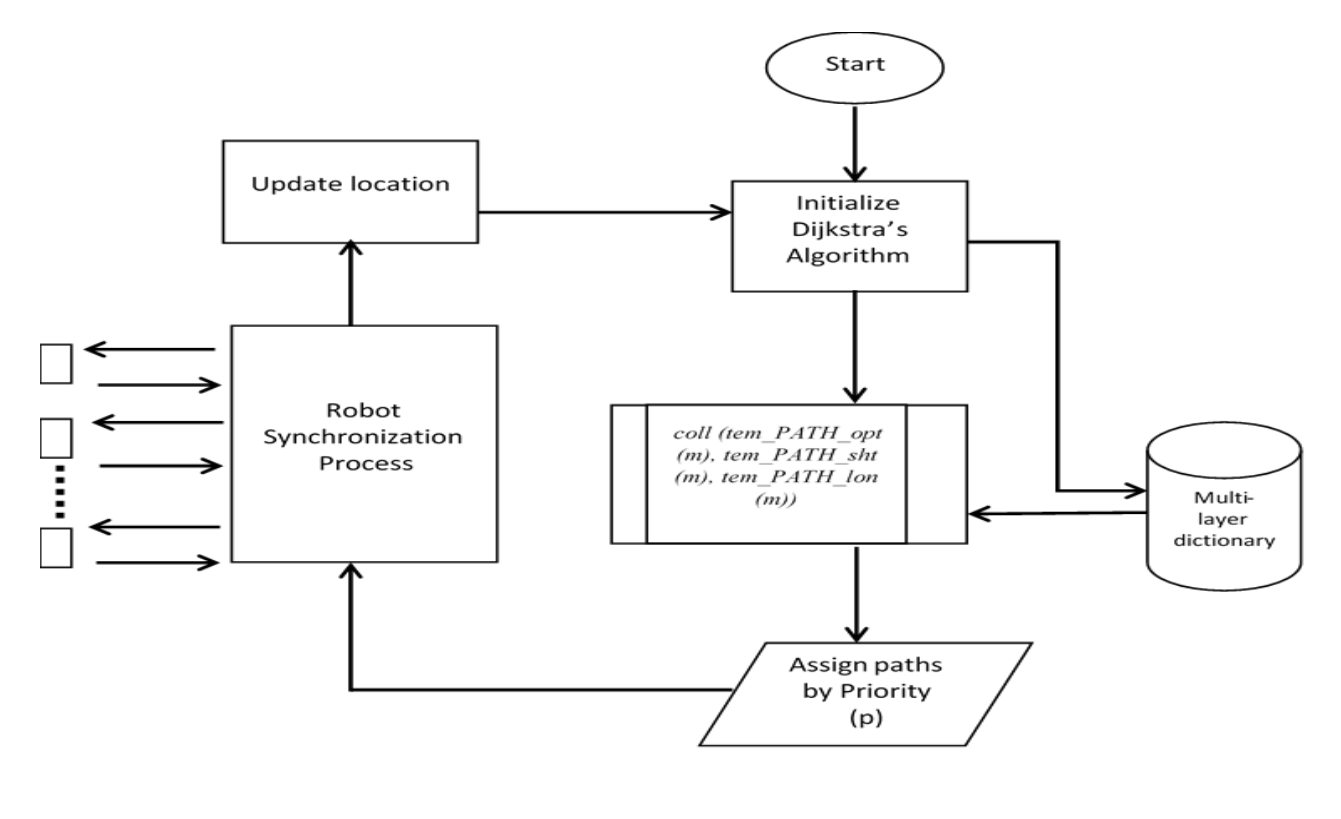 Start
Update location
Initialize
Dijkstra’s
Algorithm
Robot
Synchronization
Process
coll (tem_PATH_opt
(m), tem_PATH_sht
(m), tem_PATH_lon
(m))
Multi-
layer
dictionary
Assign paths
by Priority
(p)